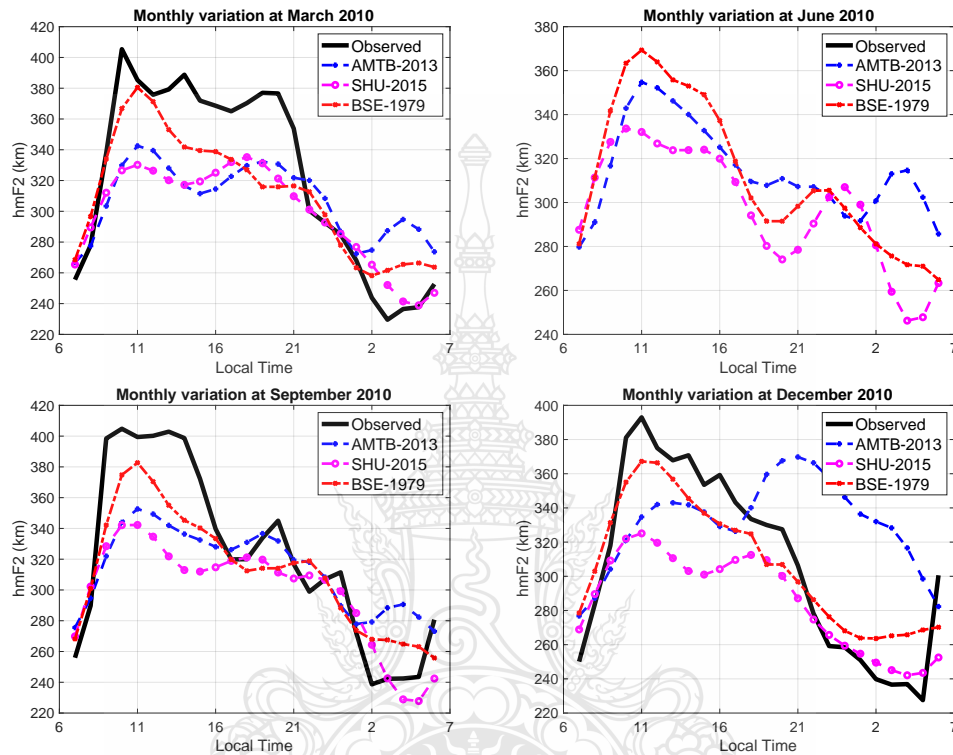 Monthly variation at March 2010
420
400
380
360
340
320
300
280
260
240
220
hmF2 (km)
6
11
16
21
2
7
Local Time
Observed
AMTB-2013
SHU-2015
BSE-1979
Monthly variation at June 2010
380
360
340
320
300
280
260
240
hmF2 (km)
6
11
16
21
2
7
Local Time
Observed
AMTB-2013
SHU-2015
BSE-1979
Monthly variation at September 2010
420
400
380
360
340
320
300
280
260
240
220
hmF2 (km)
6
11
16
21
2
7
Local Time
Observed
AMTB-2013
SHU-2015
BSE-1979
Monthly variation at December 2010
400
380
360
340
320
300
280
260
240
220
hmF2 (km)
6
11
16
21
2
7
Local Time
Observed
AMTB-2013
SHU-2015
BSE-1979